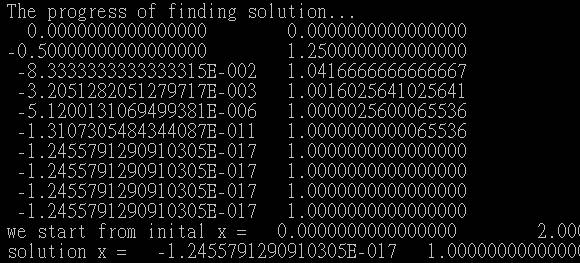 The progress of finding solution...
0.0000000000000000 0.0000000000000000
-0.50000000000000000 1.2500000000000000
-8.3333333333333315E-002 1.0416666666666667
-3.2051282051279717E-003 1.0016025641025641
-5.1200131069499381E-006 1.0000025600065536
-1.3107305484344087E-011 1.0000000000065536
-1.2455791290910305E-017 1.0000000000000000
-1.2455791290910305E-017 1.0000000000000000
-1.2455791290910305E-017 1.0000000000000000
-1.2455791290910305E-017 1.0000000000000000
we start from inital x = 0.0000000000000000 2.000
solution x = -1.2455791290910305E-017 1.0000000000000